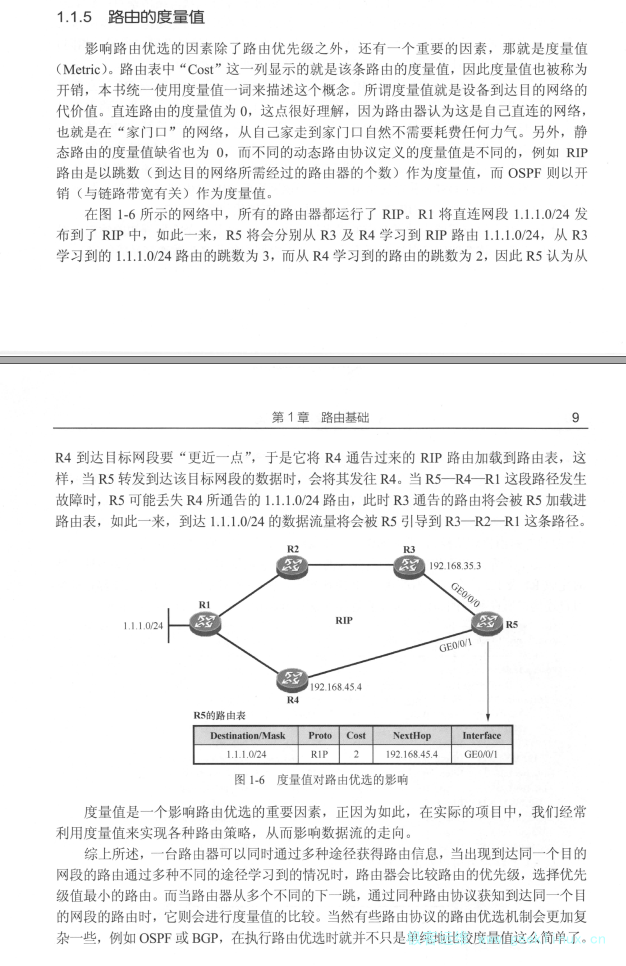 1.1.5 路由的度量值
影响路由优选的因素除了路由优先级之外，还有一个重要的因素，那就是度量值
（Metric）。路由表中“Cost”这一列显示的就是该条路由的度量值，因此度量值也被称为
开销，本书统一使用度量值一词来描述这个概念。所谓度量值就是设备到达目的网络的
代价值。直连路由的度量值为 0，这点很好理解，因为路由器认为这是自己直连的网络，
也就是在“家门口”的网络，从自己家走到家门口自然不需要耗费任何力气。另外，静
态路由的度量值缺省也为 0，而不同的动态路由协议定义的度量值是不同的，例如 RIP
路由是以跳数（到达目的网络所需经过的路由器的个数）作为度量值，而 OSPF 则以开
销（与链路带宽有关）作为度量值。
在图 1-6 所示的网络中，所有的路由器都运行了 RIP。R1 将直连网段 1.1.1.0/24 发
布到了 RIP 中，如此一来，R5 将会分别从 R3 及 R4 学习到 RIP 路由 1.1.1.0/24，从 R3
学习到的 1.1.1.0/24 路由的跳数为 3，而从 R4 学习到的路由的跳数为 2，因此 R5 认为从
第 1 章 路由基础 9
R4 到达目标网段要“更近一点”，于是它将 R4 通告过来的 RIP 路由加载到路由表，这
样，当 R5 转发到达该目标网段的数据时，会将其发往 R4。当 R5—R4—R1 这段路径发生
故障时，R5 可能丢失 R4 所通告的 1.1.1.0/24 路由，此时 R3 通告的路由将会被 R5 加载进
路由表，如此一来，到达 1.1.1.0/24 的数据流量将会被 R5 引导到 R3—R2—R1 这条路径。
R2 R3
192.168.35.3
GE0/0/0
R1
1.1.1.0/24
RIP
R5
GE0/0/1
192.168.45.4
R4
R5的路由表
Destination/Mask Proto Cost NextHop Interface
1.1.1.0/24 RIP 2 192.168.45.4 GE0/0/1
图 1-6 度量值对路由优选的影响
度量值是一个影响路由优选的重要因素，正因为如此，在实际的项目中，我们经常
利用度量值来实现各种路由策略，从而影响数据流的走向。
综上所述，一台路由器可以同时通过多种途径获得路由信息，当出现到达同一个目的
网段的路由通过多种不同的途径学习到的情况时，路由器会比较路由的优先级，选择优先
级值最小的路由。而当路由器从多个不同的下一跳，通过同种路由协议获知到达同一个目
的网段的路由时，它则会进行度量值的比较。当然有些路由协议的路由优选机制会更加复
杂一些，例如 OSPF 或 BGP，在执行路由优选时就并不只是单纯地比较度量值这么简单了。